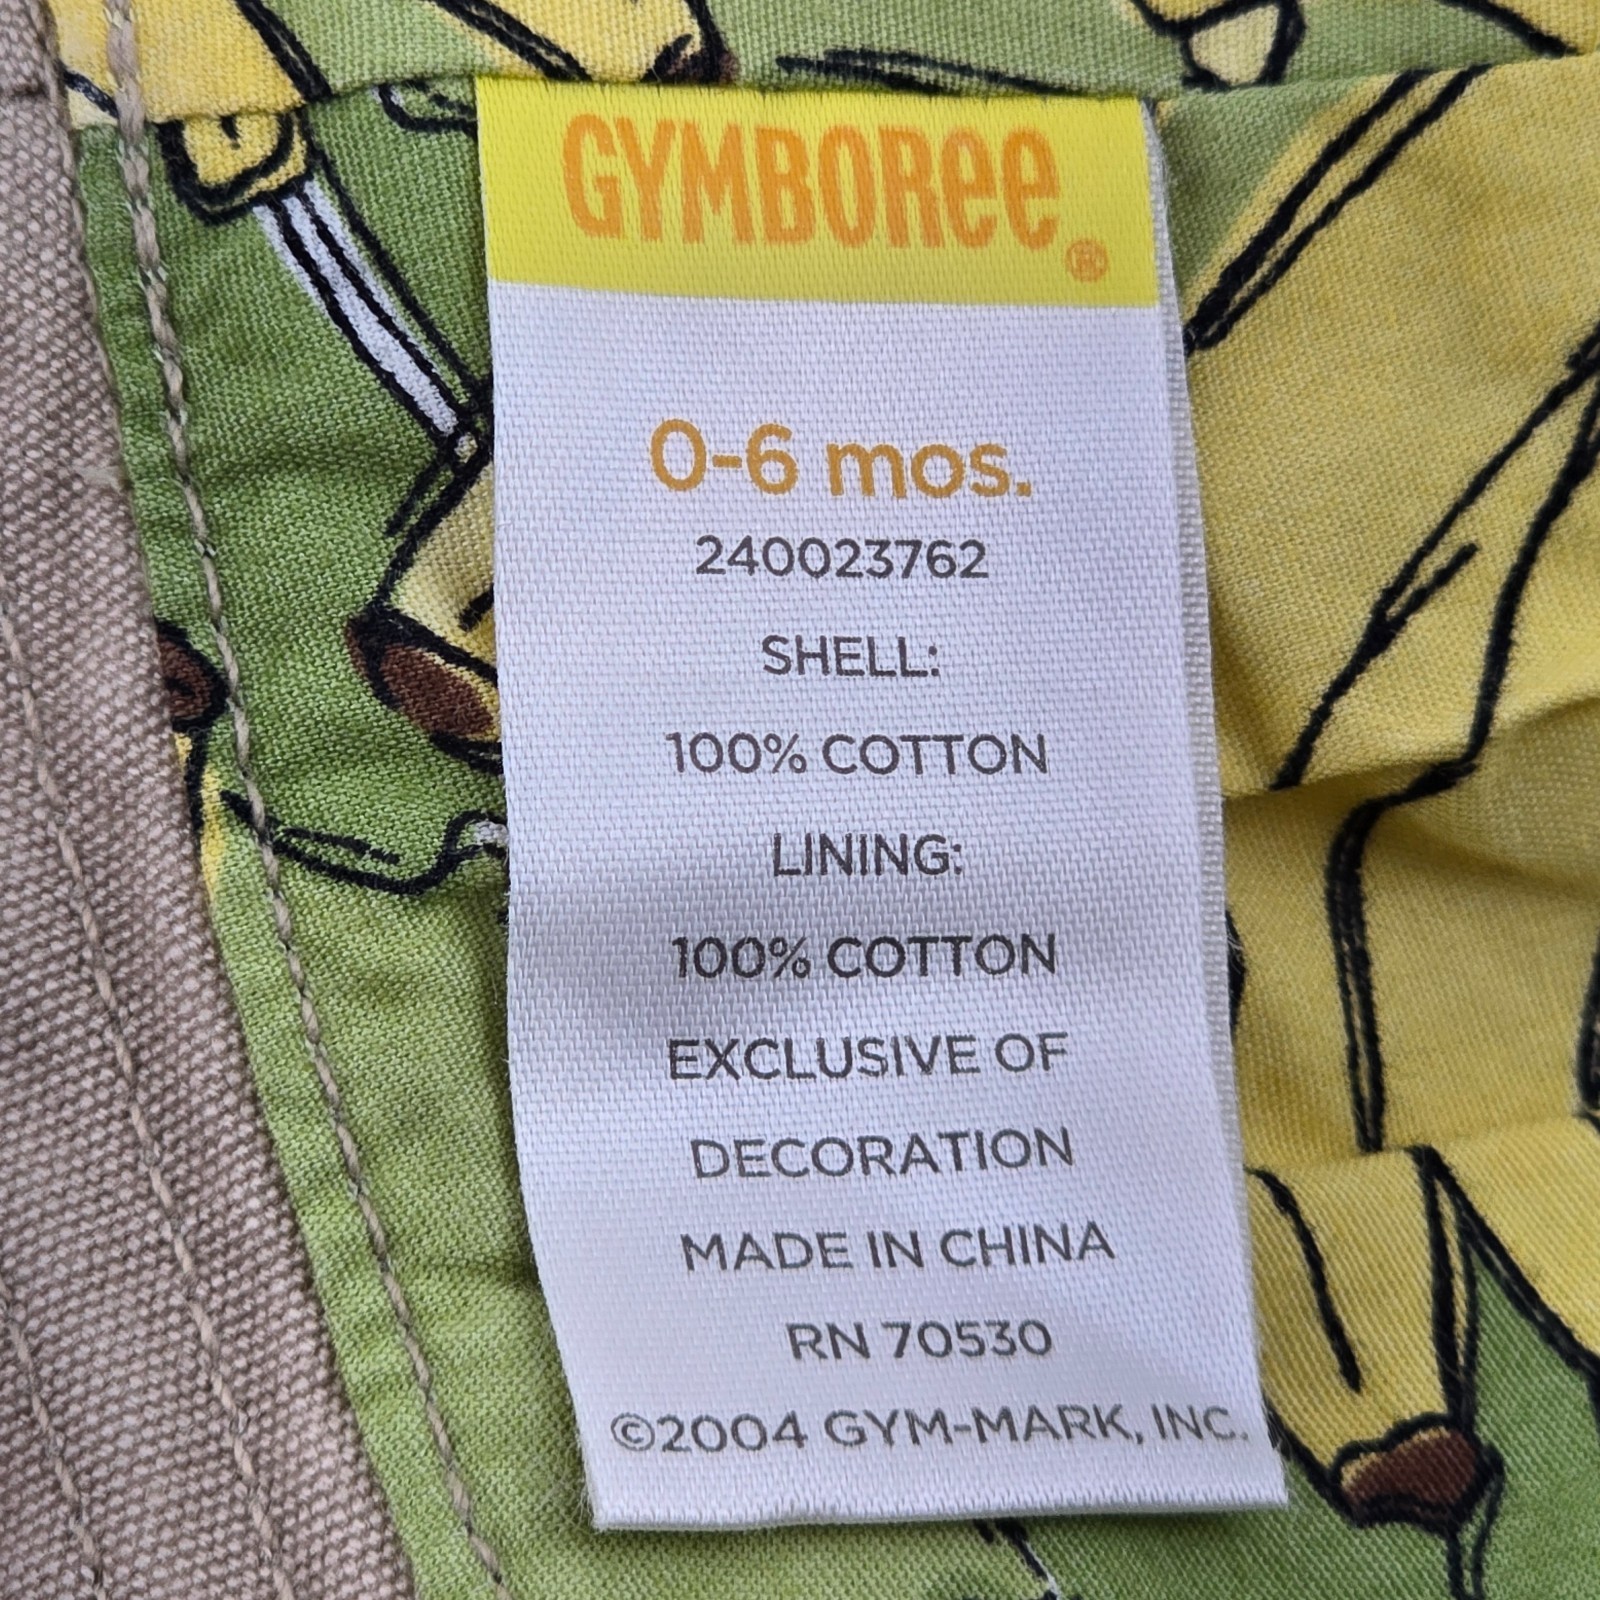 GYMBOREE®
0-6 mos.
240023762
SHELL:
100% COTTON
LINING:
100% COTTON
EXCLUSIVE OF
DECORATION
MADE IN CHINA
RN 70530
©2004 GYM-MARK, INC.